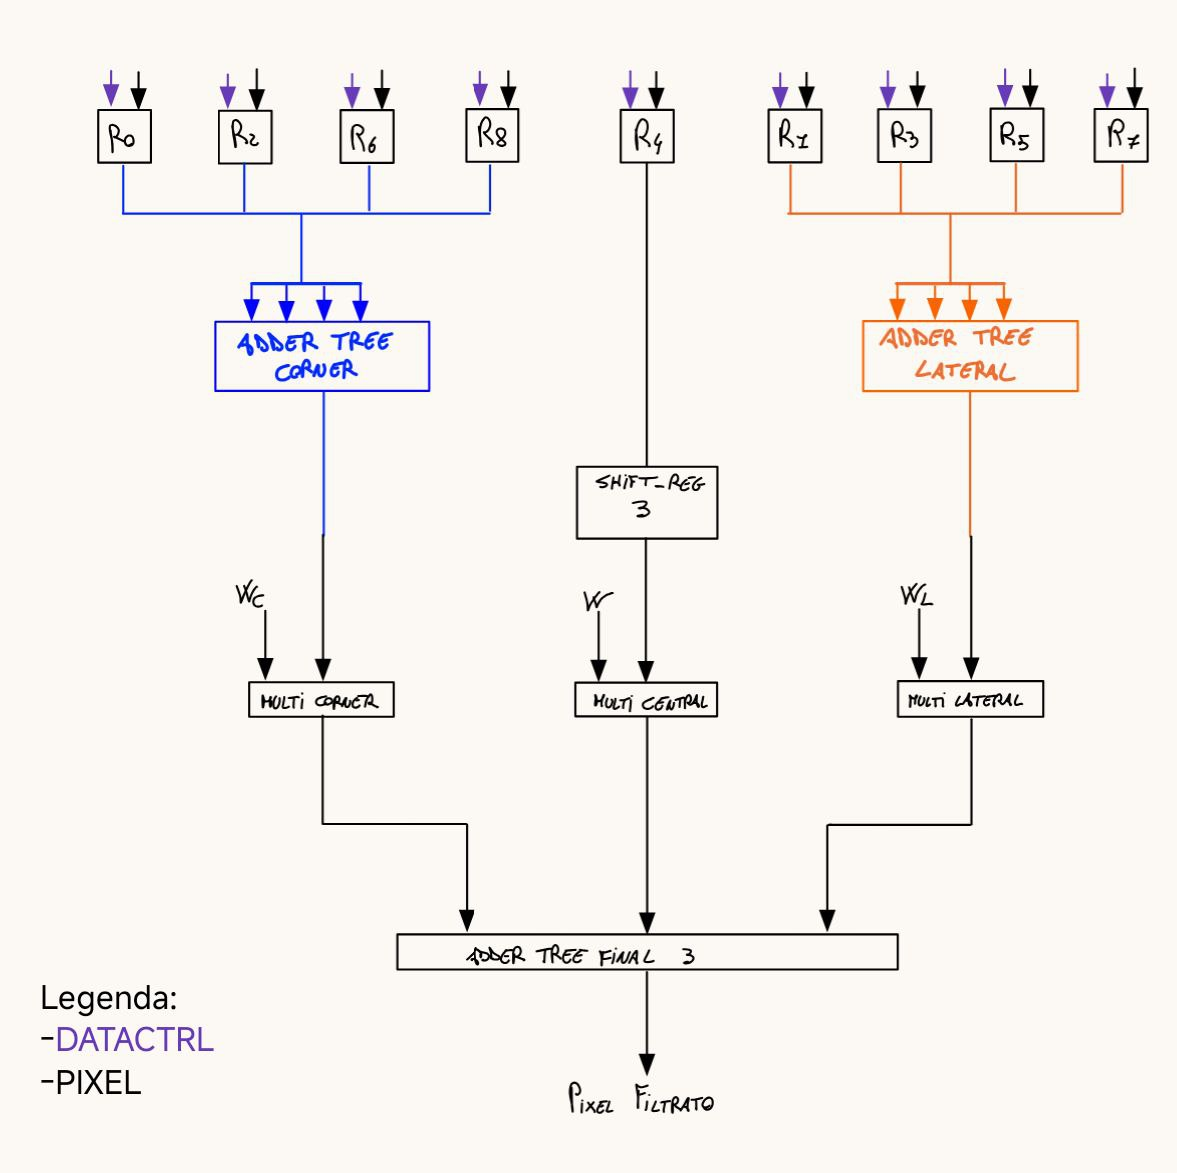 R0 R2 R6 R8 R4 R1 R3 R5 R7
ADDER TREE
CORNER
ADDER TREE
LATERAL
SHiFT_REG
3
WC
W
WL
MULTi CORNER
MULTi CENTRAL
MULTi LATERAL
ADDER TREE FiNAL 3
Legenda:
-DATACTRL
-PIXEL
PiXEL FiLTRATO